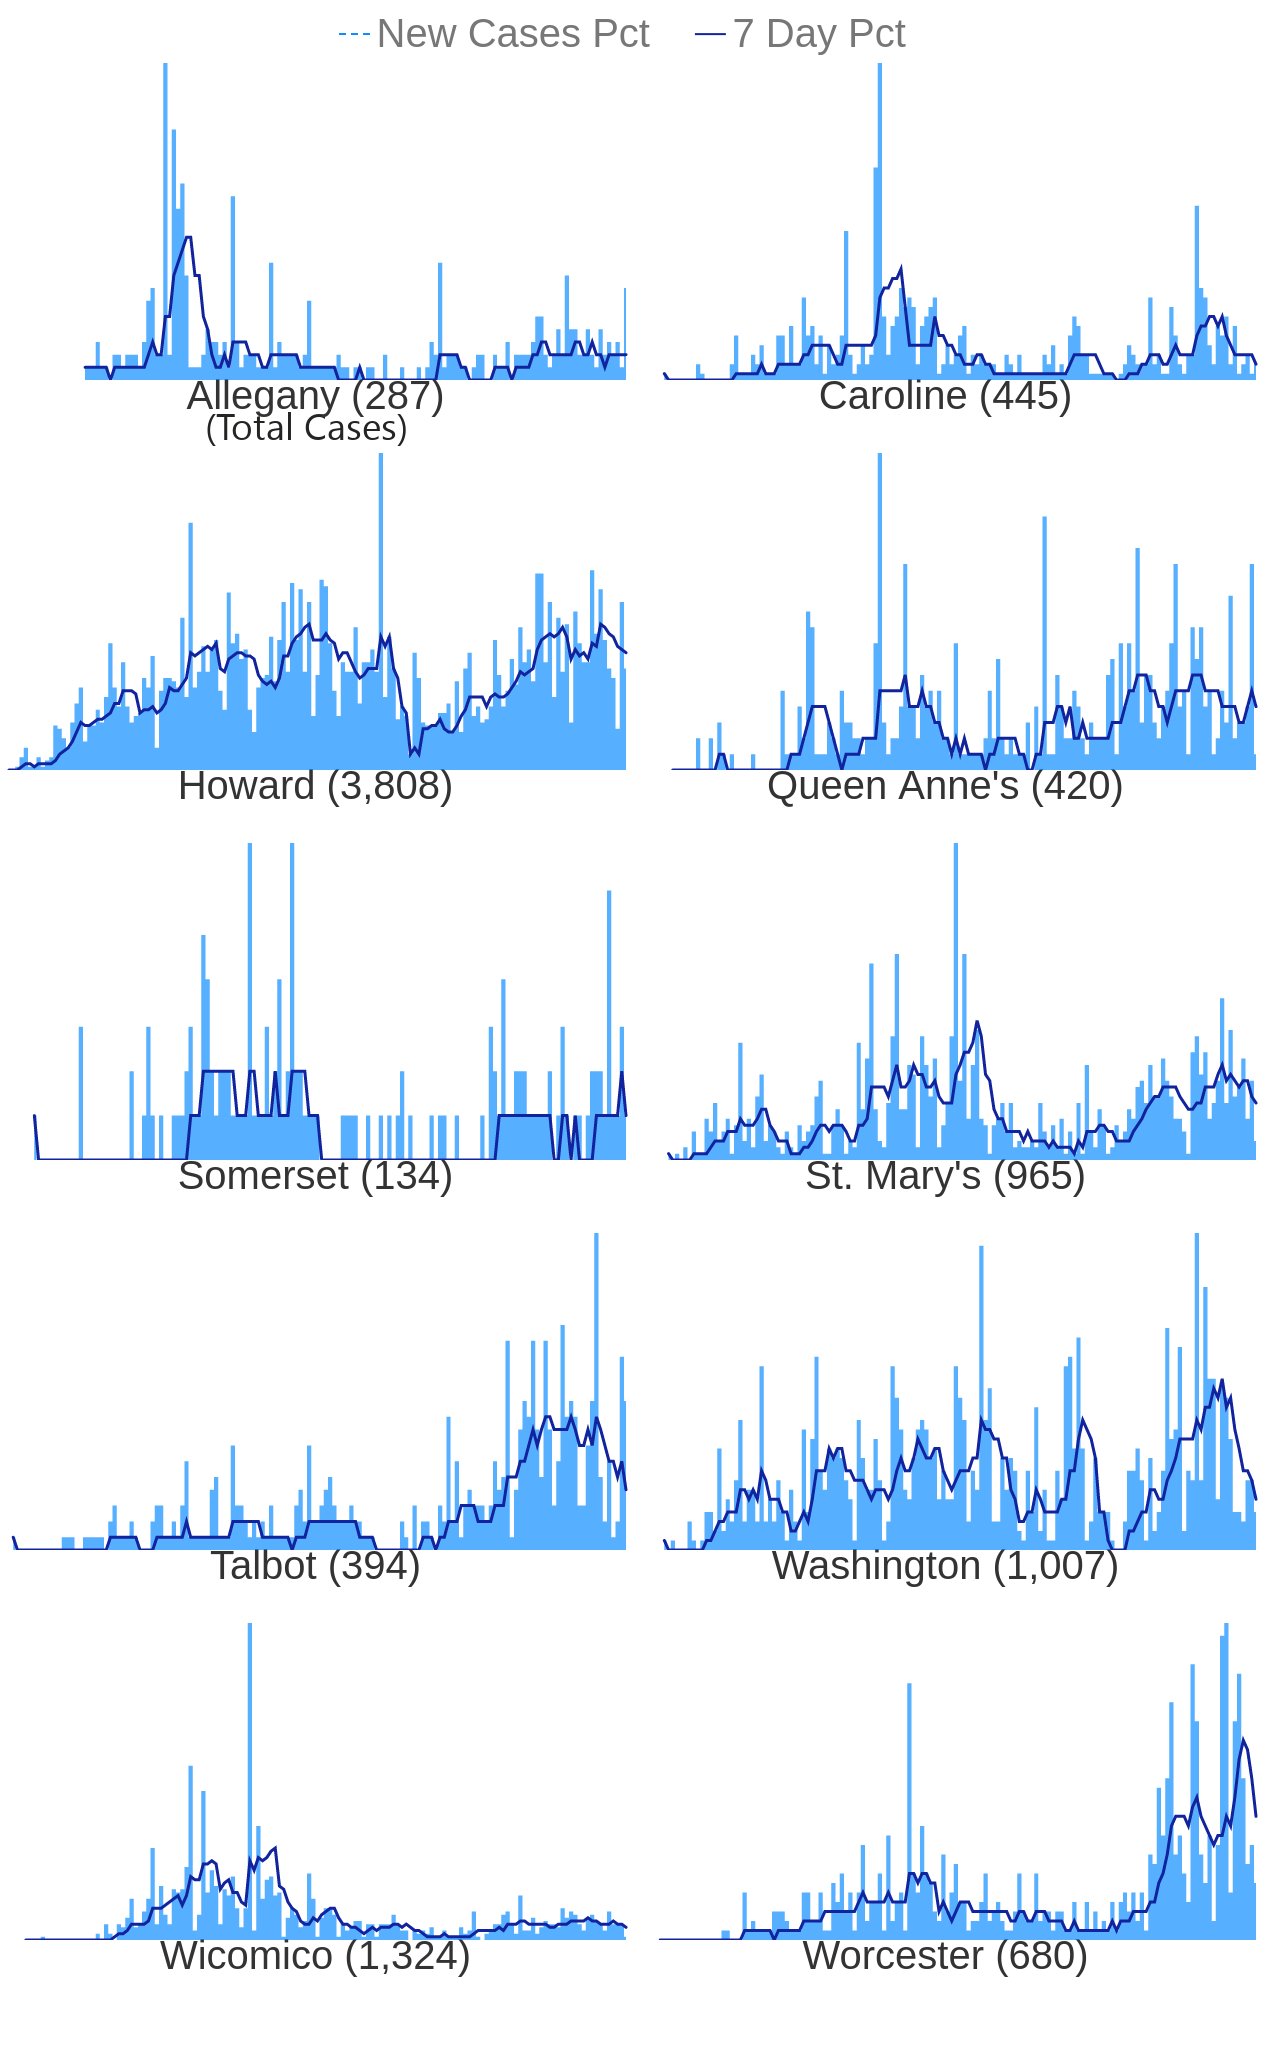 New Cases Pct 7 Day Pct
Allegany (287) Caroline (445)
(Total Cases)
Howard (3,808) Queen Anne's (420)
Somerset (134) St. Mary's (965)
Talbot (394) Washington (1,007)
Wicomico (1,324) Worcester (680)